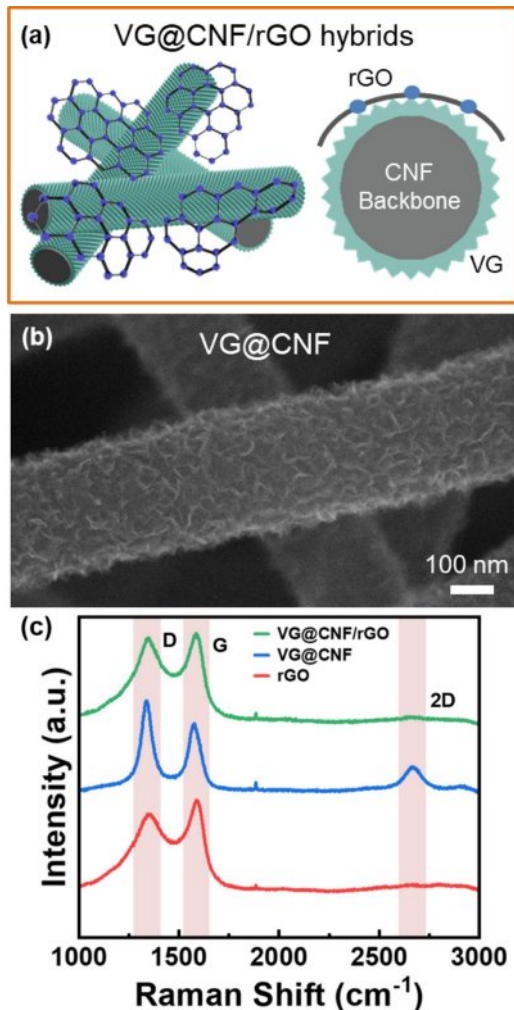 (a) VG@CNF/rGO hybrids
rGO
CNF
Backbone
VG
(b) VG@CNF
100 nm
(c)
VG@CNF/rGO
VG@CNF
rGO
D
G
2D
Intensity (a.u.)
1000 1500 2000 2500 3000
Raman Shift (cm⁻¹)